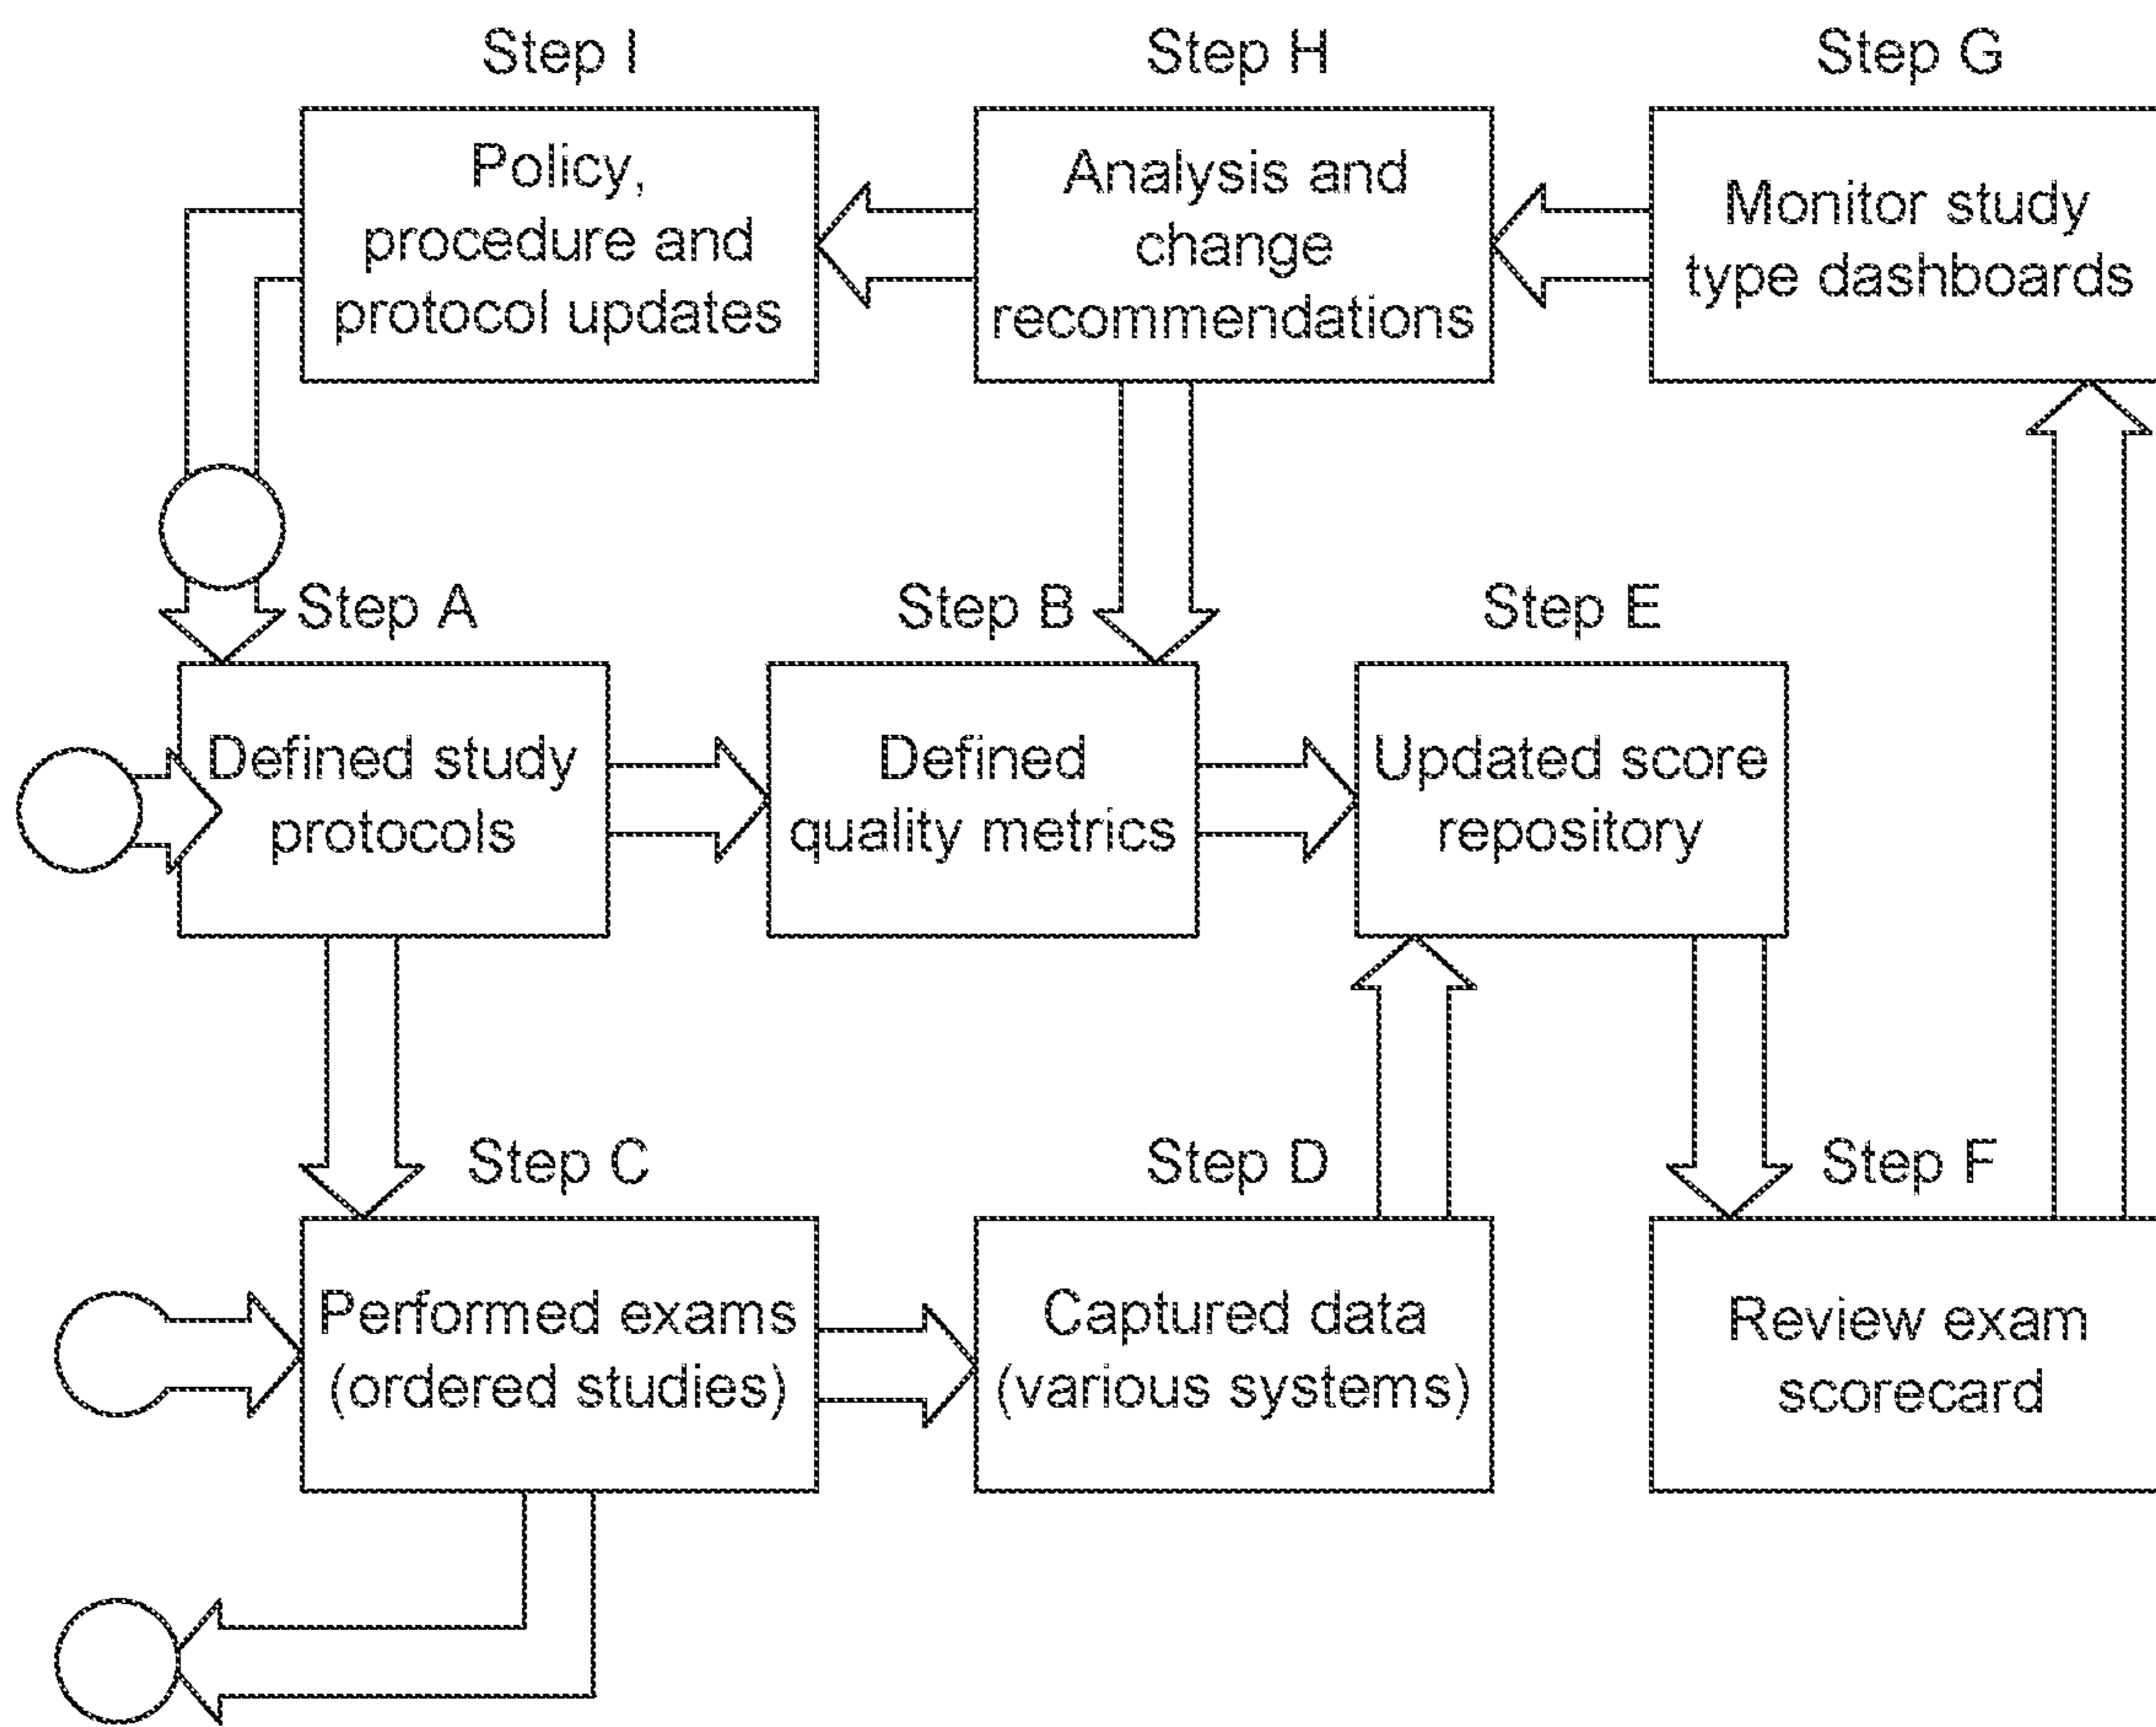 Step I
Policy,
procedure and
protocol updates
Step H
Analysis and
change
recommendations
Step G
Monitor study
type dashboards
Step A
Defined study
protocols
Step B
Defined
quality metrics
Step E
Updated score
repository
Step C
Performed exams
(ordered studies)
Step D
Captured data
(various systems)
Step F
Review exam
scorecard